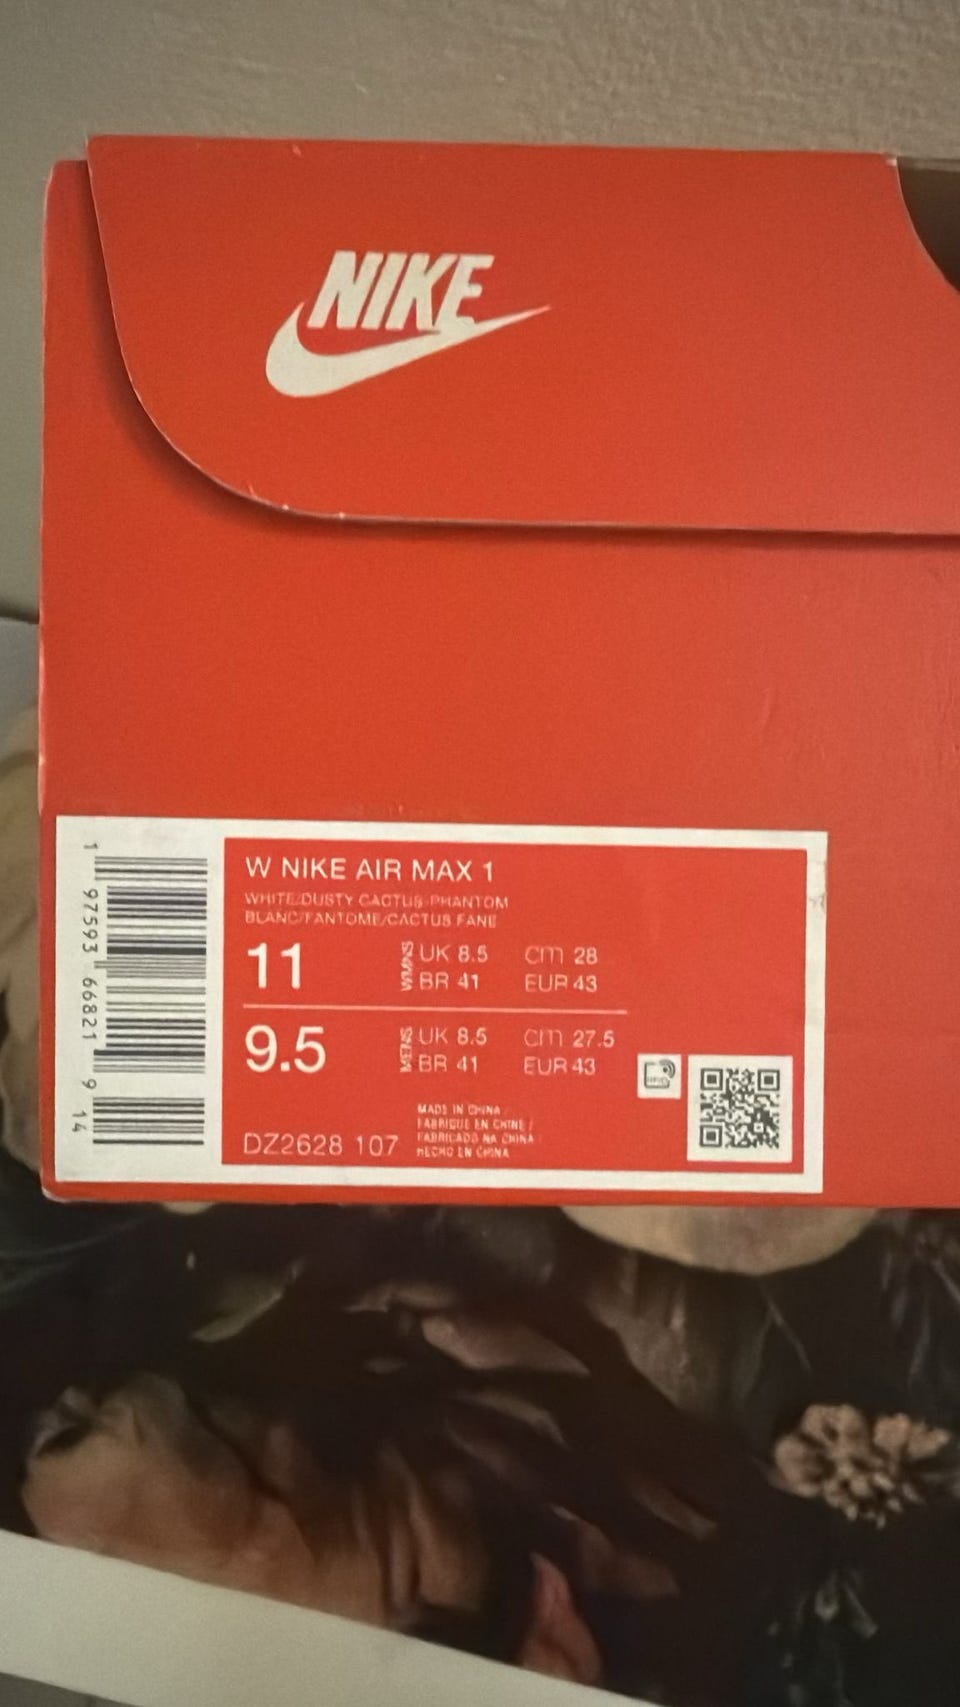 NIKE
W NIKE AIR MAX 1
WHITE/DUSTY CACTUS-PHANTOM
BLANC/FANTOME/CACTUS FANE
11 WMNS UK 8.5 cm 28
BR 41 EUR 43
9.5 MENS UK 8.5 cm 27.5
BR 41 EUR 43
MADE IN CHINA /
FABRIQUE EN CHINE /
FABRICADO NA CHINA /
HECHO EN CHINA
DZ2628 107
1 97593 66821 9 14